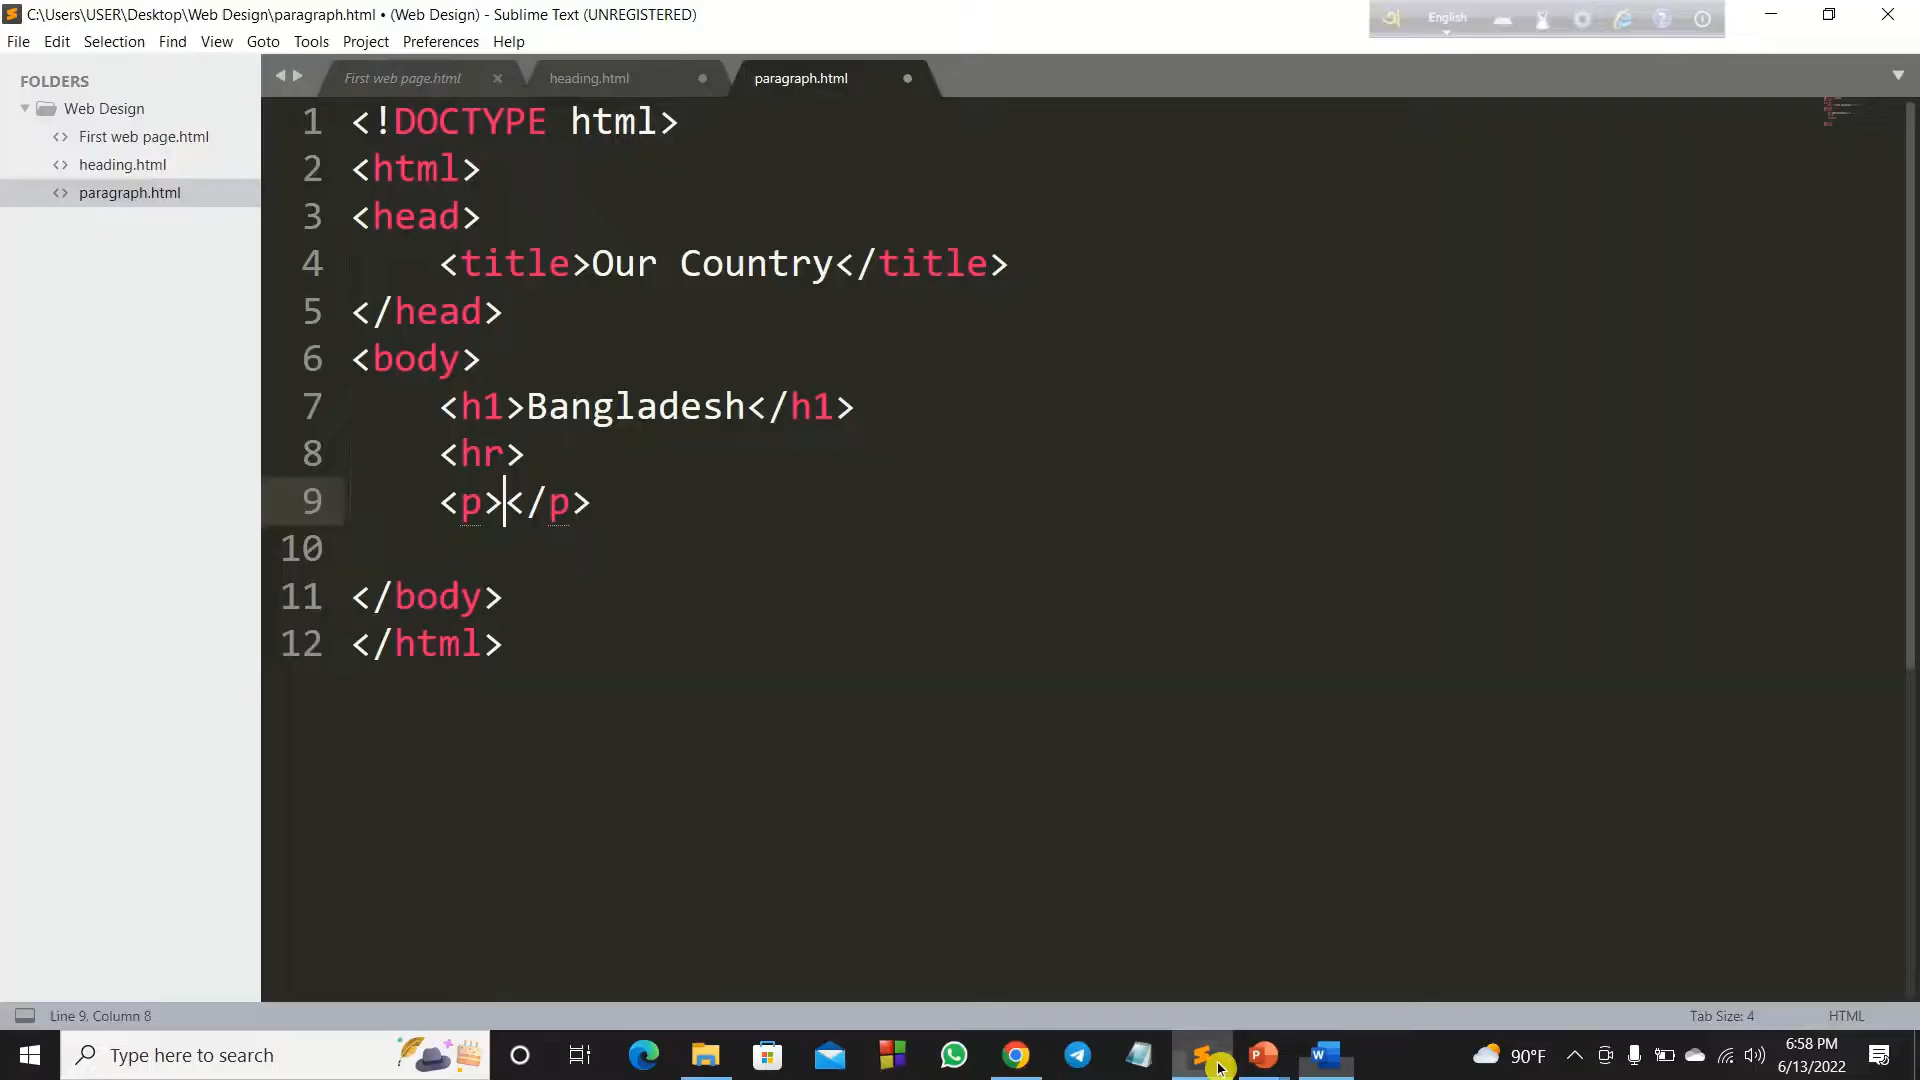 C:\Users\USER\Desktop\Web Design\paragraph.html • (Web Design) - Sublime Text (UNREGISTERED)
English
File Edit Selection Find View Goto Tools Project Preferences Help
FOLDERS
Web Design
First web page.html
heading.html
paragraph.html
First web page.html
heading.html
paragraph.html
1 <!DOCTYPE html>
2 <html>
3 <head>
4 <title>Our Country</title>
5 </head>
6 <body>
7 <h1>Bangladesh</h1>
8 <hr>
9 <p></p>
10
11 </body>
12 </html>
Line 9, Column 8
Tab Size: 4
HTML
Type here to search
90°F
6:58 PM
6/13/2022